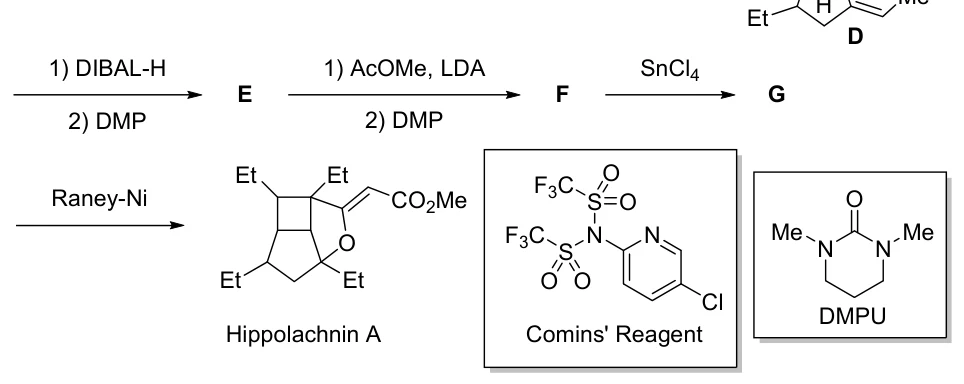 Et
H
Me
D
1) DIBAL-H
2) DMP
E
1) AcOMe, LDA
2) DMP
F
SnCl4
G
Raney-Ni
Et
Et
CO2Me
O
Et
Et
Hippolachnin A
F3C
O
S
O
F3C
N
N
S
O
O
Cl
Comins' Reagent
O
Me
N
N
Me
DMPU